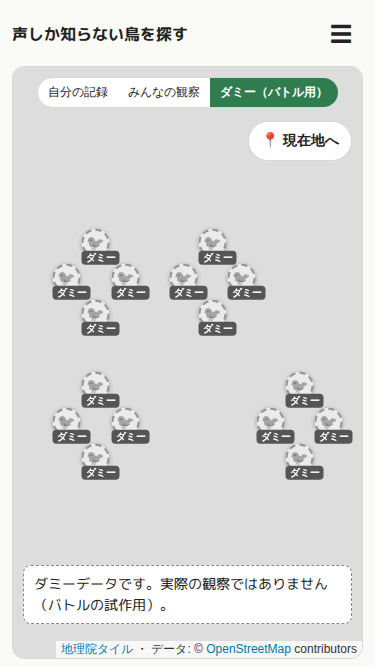 声しか知らない鳥を探す
自分の記録 みんなの観察 ダミー（バトル用）
📍 現在地へ
ダミー ダミー
ダミー ダミー ダミー ダミー
ダミー ダミー
ダミー ダミー
ダミー ダミー ダミー ダミー
ダミー ダミー
ダミーデータです。実際の観察ではありません
（バトルの試作用）。
地理院タイル ・ データ: © OpenStreetMap contributors